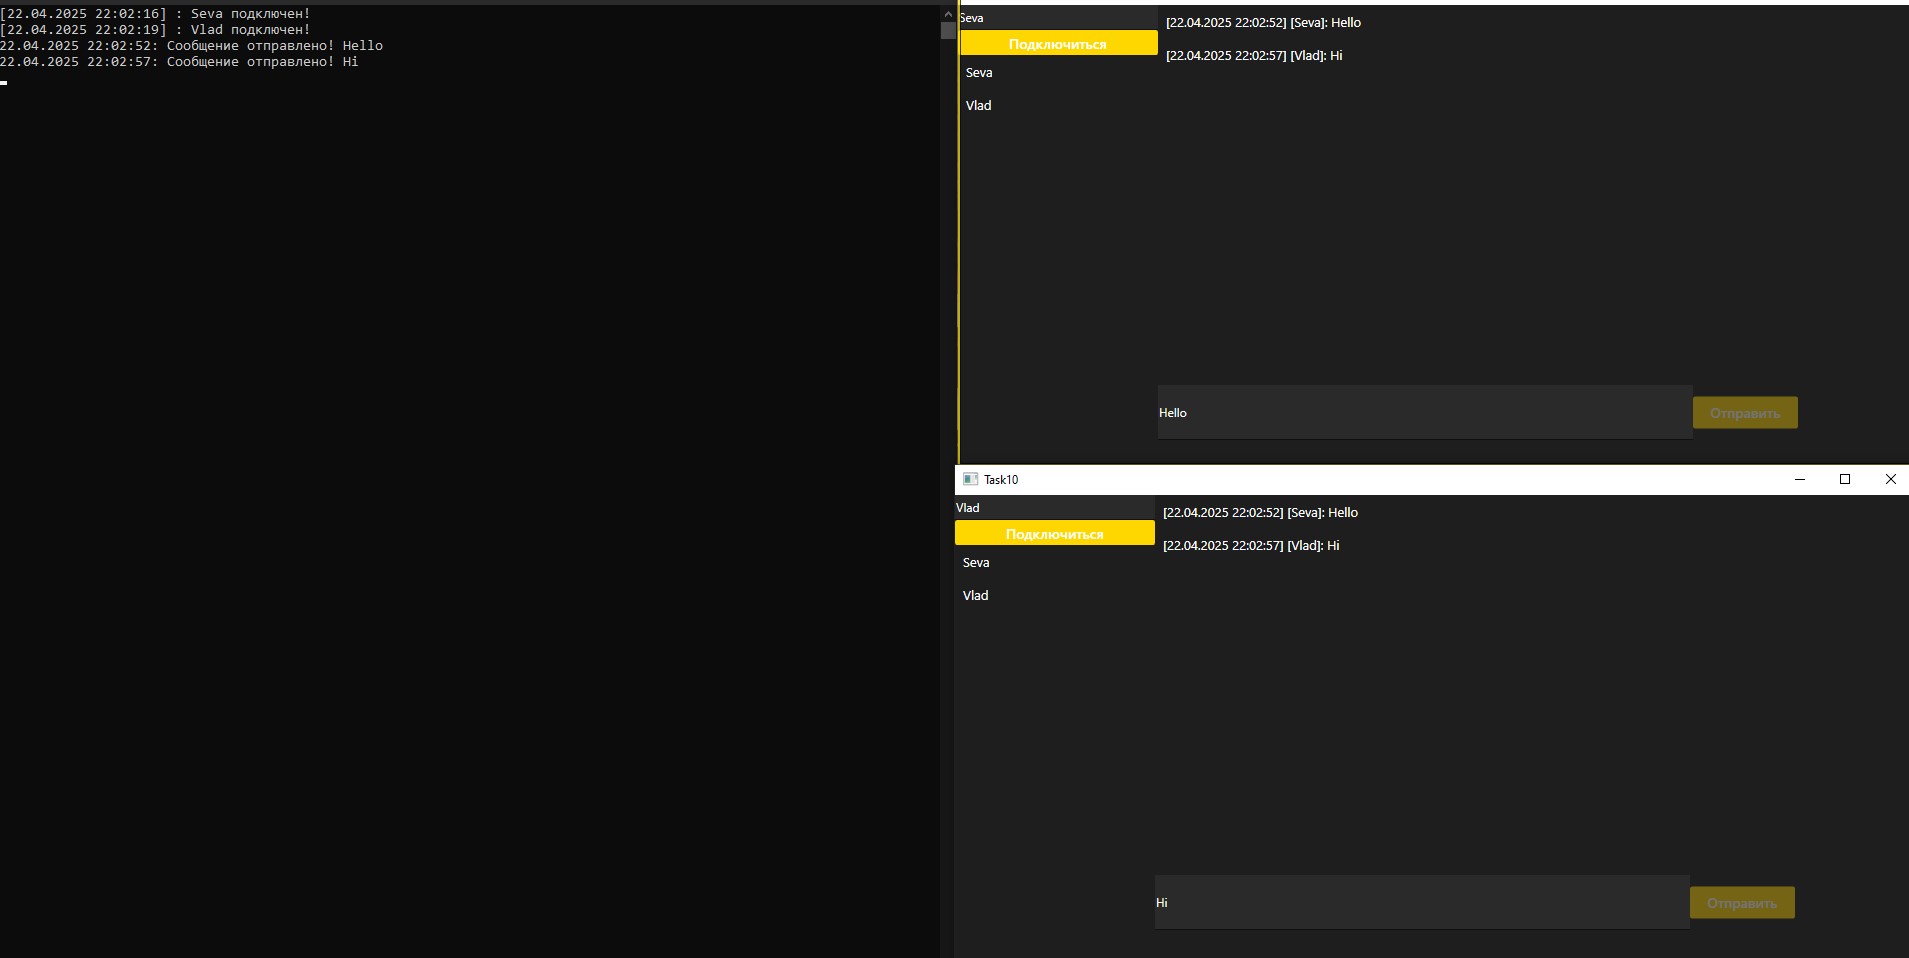 [22.04.2025 22:02:16] : Seva подключен!
[22.04.2025 22:02:19] : Vlad подключен!
22.04.2025 22:02:52: Сообщение отправлено! Hello
22.04.2025 22:02:57: Сообщение отправлено! Hi
Seva
Подключиться
Seva
Vlad
[22.04.2025 22:02:52] [Seva]: Hello
[22.04.2025 22:02:57] [Vlad]: Hi
Hello
Отправить
Task10
Vlad
Подключиться
Seva
Vlad
[22.04.2025 22:02:52] [Seva]: Hello
[22.04.2025 22:02:57] [Vlad]: Hi
Hi
Отправить